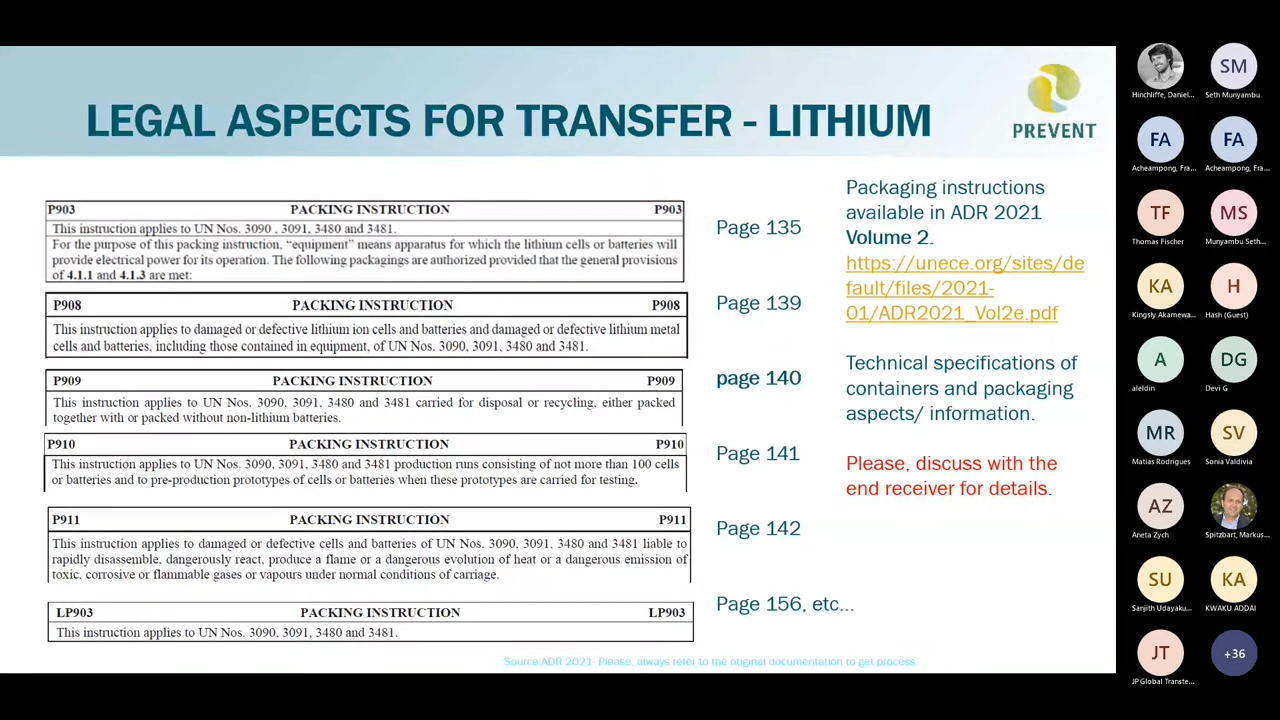 LEGAL ASPECTS FOR TRANSFER - LITHIUM
PREVENT
P903 PACKING INSTRUCTION P903
This instruction applies to UN Nos. 3090 , 3091, 3480 and 3481.
For the purpose of this packing instruction, “equipment” means apparatus for which the lithium cells or batteries will
provide electrical power for its operation. The following packagings are authorized provided that the general provisions
of 4.1.1 and 4.1.3 are met:
P908 PACKING INSTRUCTION P908
This instruction applies to damaged or defective lithium ion cells and batteries and damaged or defective lithium metal
cells and batteries, including those contained in equipment, of UN Nos. 3090, 3091, 3480 and 3481.
P909 PACKING INSTRUCTION P909
This instruction applies to UN Nos. 3090, 3091, 3480 and 3481 carried for disposal or recycling, either packed
together with or packed without non-lithium batteries.
P910 PACKING INSTRUCTION P910
This instruction applies to UN Nos. 3090, 3091, 3480 and 3481 production runs consisting of not more than 100 cells
or batteries and to pre-production prototypes of cells or batteries when these prototypes are carried for testing.
P911 PACKING INSTRUCTION P911
This instruction applies to damaged or defective cells and batteries of UN Nos. 3090, 3091, 3480 and 3481 liable to
rapidly disassemble, dangerously react, produce a flame or a dangerous evolution of heat or a dangerous emission of
toxic, corrosive or flammable gases or vapours under normal conditions of carriage.
LP903 PACKING INSTRUCTION LP903
This instruction applies to UN Nos. 3090, 3091, 3480 and 3481.
Page 135
Page 139
page 140
Page 141
Page 142
Page 156, etc...
Packaging instructions
available in ADR 2021
Volume 2.
https://unece.org/sites/de
fault/files/2021-
01/ADR2021_Vol2e.pdf
Technical specifications of
containers and packaging
aspects/ information.
Please, discuss with the
end receiver for details.
Source:ADR 2021- Please, always refer to the original documentation to get process.
Hinchliffe, Daniel...
SM
Seth Munyambu
FA
Acheampong, Fra...
FA
Acheampong, Fra...
TF
Thomas Fischer
MS
Munyambu Seth...
KA
Kingsly Akamewa...
H
Hash (Guest)
A
aleldin
DG
Devi G
MR
Matias Rodrigues
SV
Sonia Valdivia
AZ
Aneta Zych
Spitzbart, Markus...
SU
Sanjith Udayaku...
KA
KWAKU ADDAI
JT
JP Global Transte...
+36